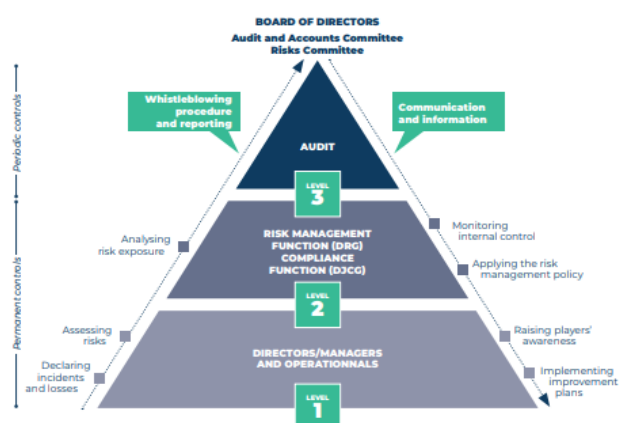 BOARD OF DIRECTORS
Audit and Accounts Committee
Risks Committee
Whistleblowing
procedure
and reporting
Communication
and information
Periodic controls
AUDIT
LEVEL
3
Analysing
risk exposure
RISK MANAGEMENT
FUNCTION (DRG)
COMPLIANCE
FUNCTION (DJCG)
Monitoring
internal control
Applying the risk
management policy
Permanent controls
LEVEL
2
Assessing
risks
Raising players'
awareness
DIRECTORS/MANAGERS
AND OPERATIONNALS
Declaring
incidents
and losses
Implementing
improvement
plans
LEVEL
1